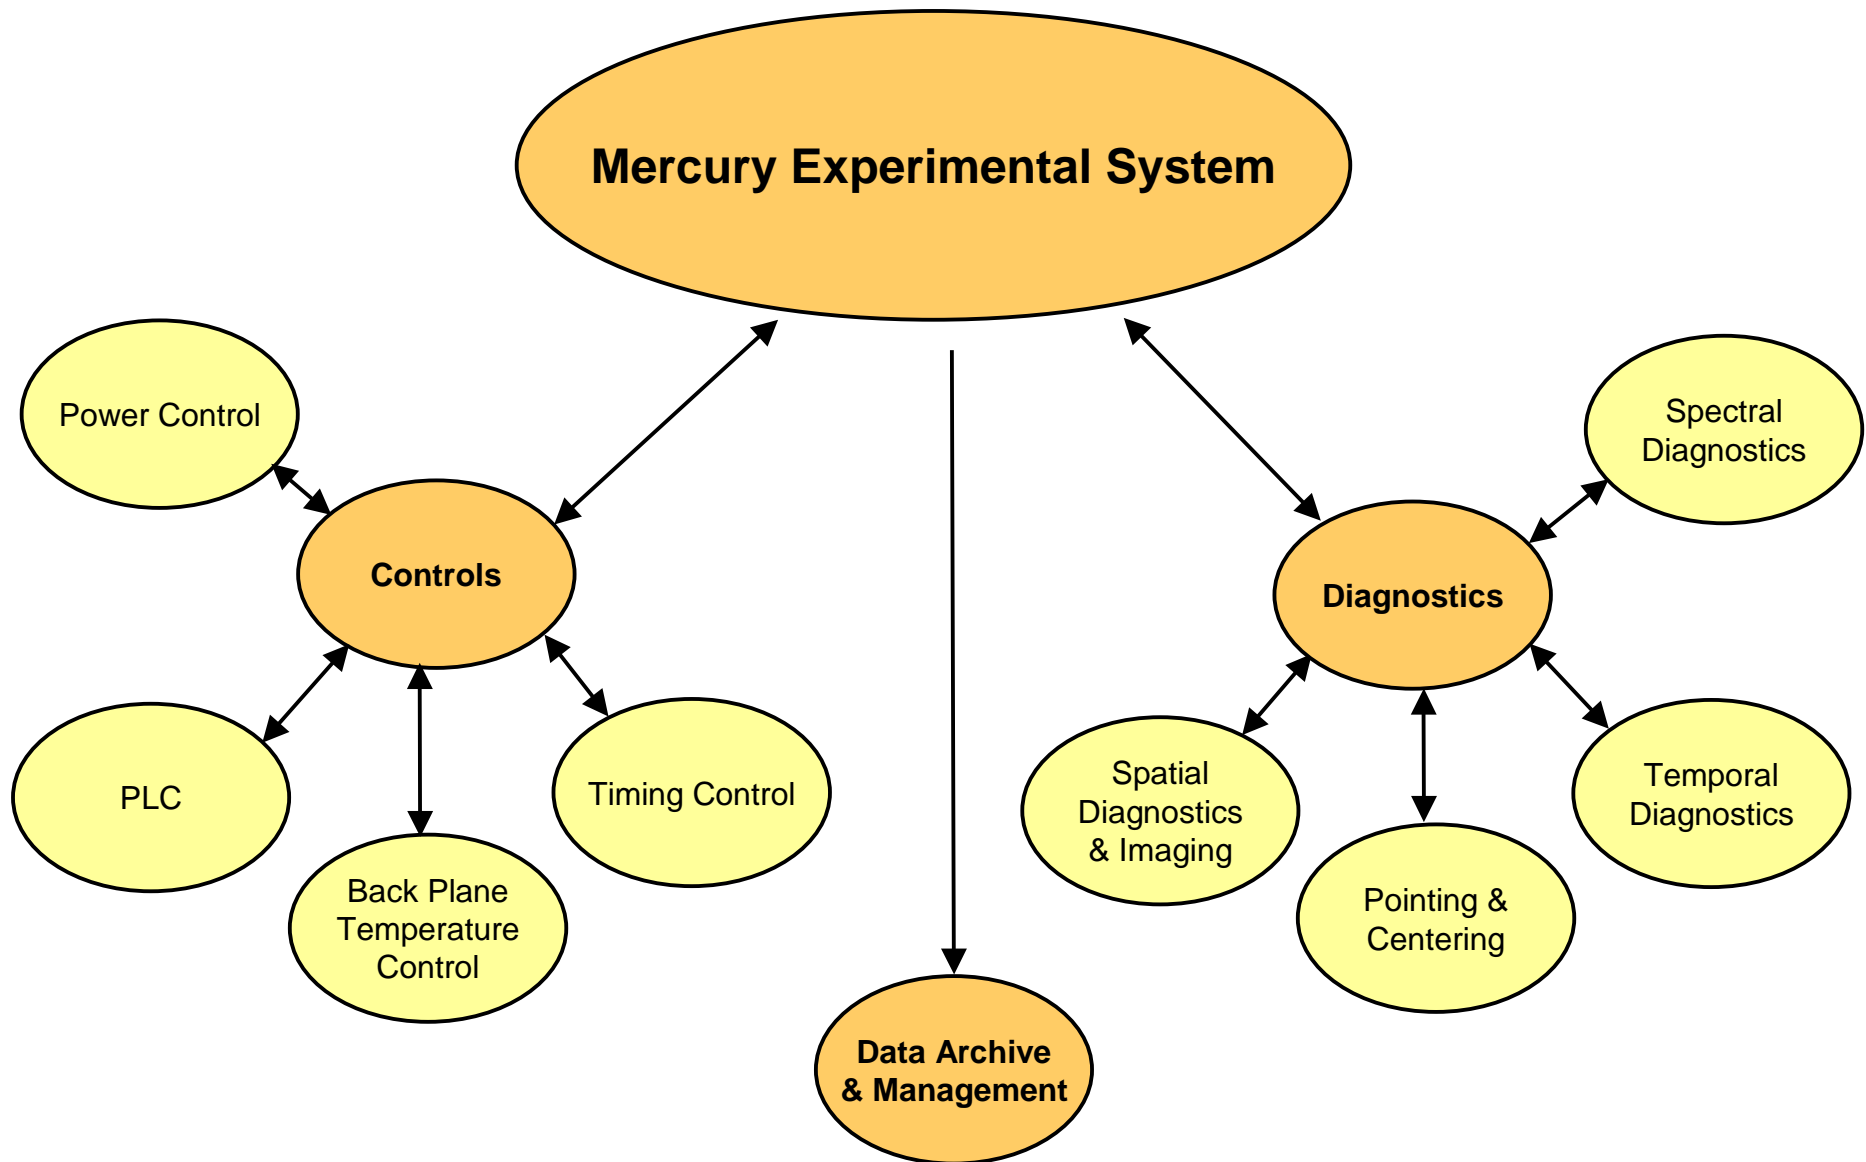 Mercury Experimental System
Power Control
Spectral
Diagnostics
Controls
Diagnostics
PLC
Timing Control
Back Plane
Temperature
Control
Spatial
Diagnostics
& Imaging
Temporal
Diagnostics
Pointing &
Centering
Data Archive
& Management